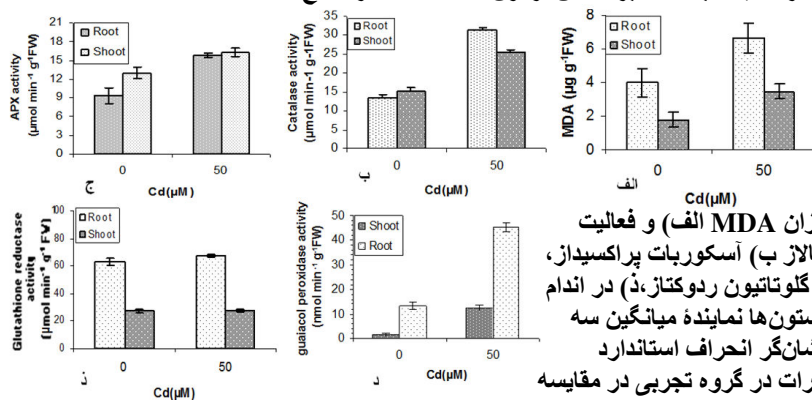 APX activity
(µmol min⁻¹ g⁻¹FW)
21
18
15
12
9
6
3
0
Root
Shoot
0
50
Cd(µM)
ج
Catalase activity
(µmol min-1 g-1FW)
35
30
25
20
15
10
5
0
Root
Shoot
0
50
Cd(µM)
ب
MDA (µg g⁻¹FW)
8
6
4
2
0
Root
Shoot
0
50
Cd(µM)
الف
Glutathione reductase
activity
(µmol min⁻¹ g⁻¹ FW)
80
60
40
20
0
Root
Shoot
0
50
Cd(µM)
ذ
guaiacol peroxidase activity
(nmol min⁻¹ g⁻¹FW)
50
40
30
20
10
0
Shoot
Root
0
50
Cd(µM)
د
زان MDA الف) و فعالیت
الاز ب) آسکوربات پراکسیداز،
گلوتاتیون ردوکتاز،ذ) در اندام
ستون‌ها نمایندهٔ میانگین سه
شان‌گر انحراف استاندارد
رات در گروه تجربی در مقایسه